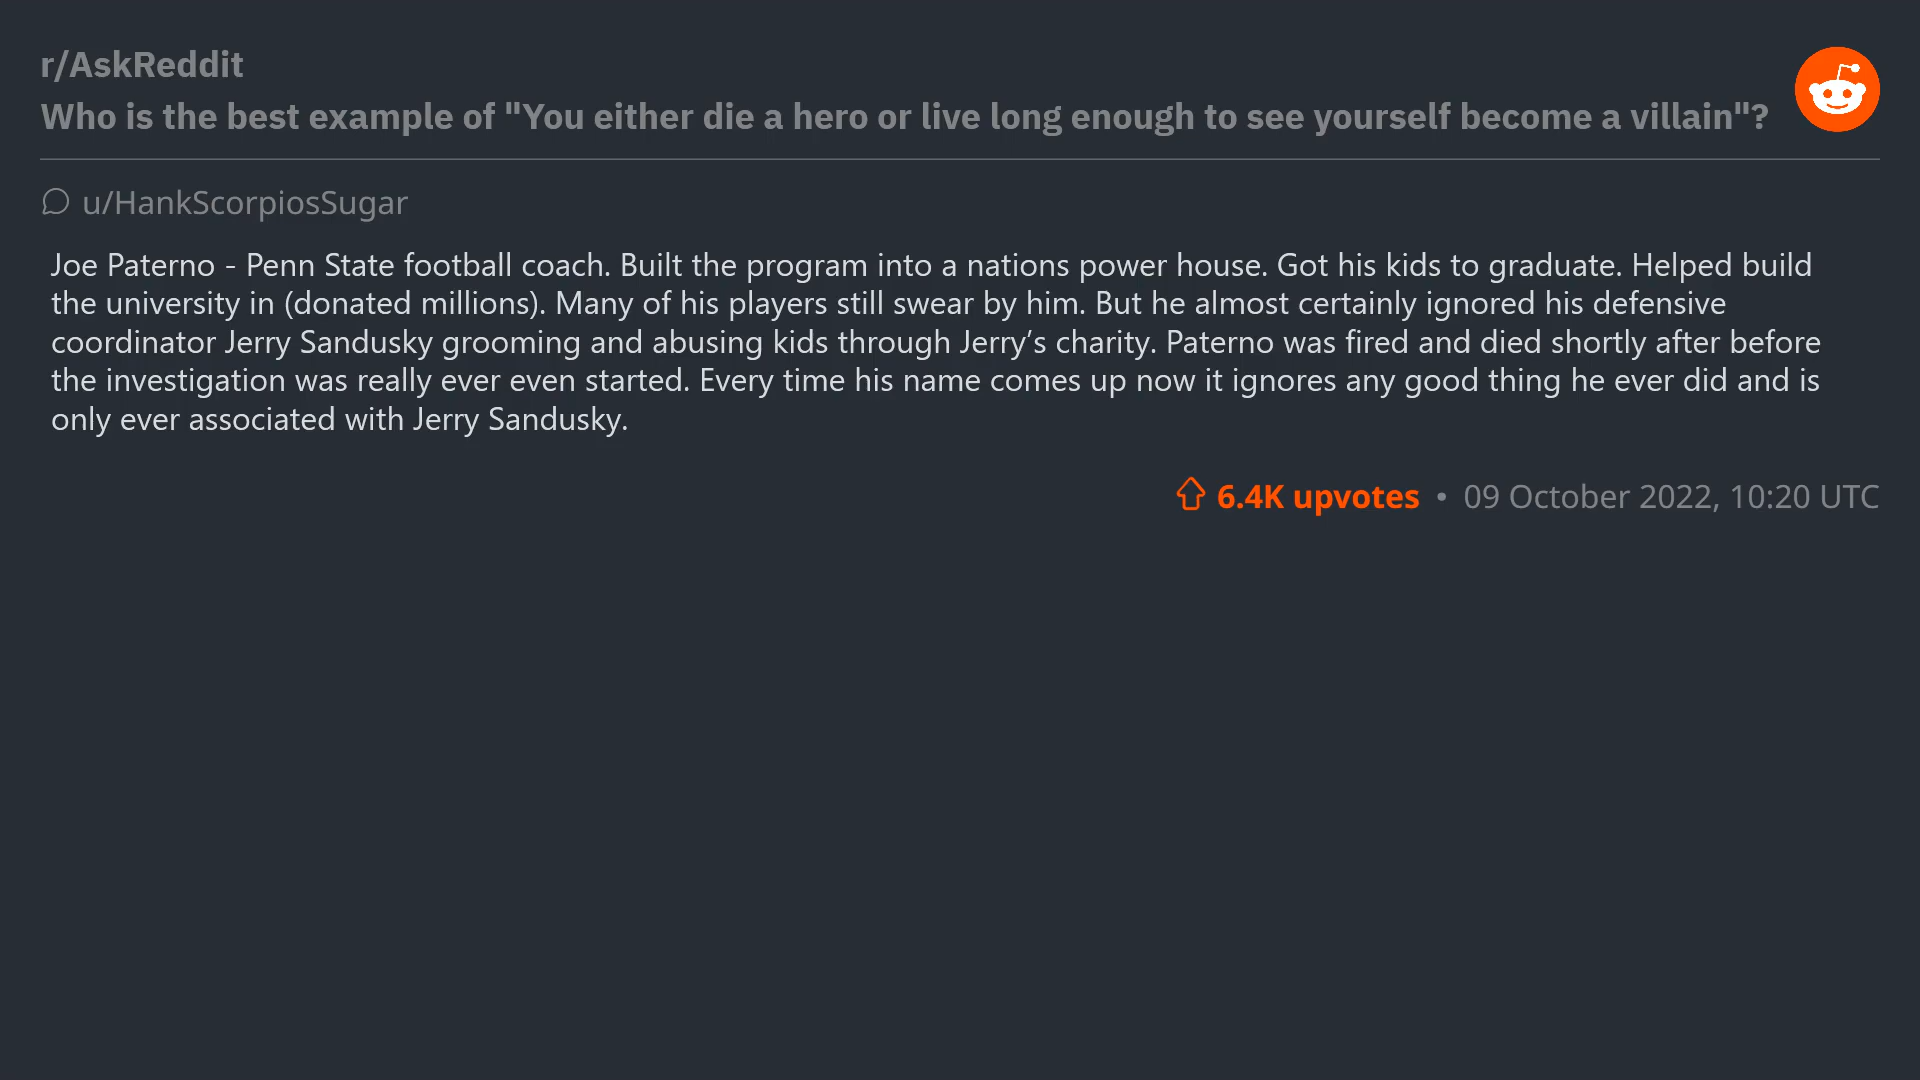 r/AskReddit
Who is the best example of "You either die a hero or live long enough to see yourself become a villain"?
u/HankScorpiosSugar
Joe Paterno - Penn State football coach. Built the program into a nations power house. Got his kids to graduate. Helped build
the university in (donated millions). Many of his players still swear by him. But he almost certainly ignored his defensive
coordinator Jerry Sandusky grooming and abusing kids through Jerry’s charity. Paterno was fired and died shortly after before
the investigation was really ever even started. Every time his name comes up now it ignores any good thing he ever did and is
only ever associated with Jerry Sandusky.
6.4K upvotes • 09 October 2022, 10:20 UTC